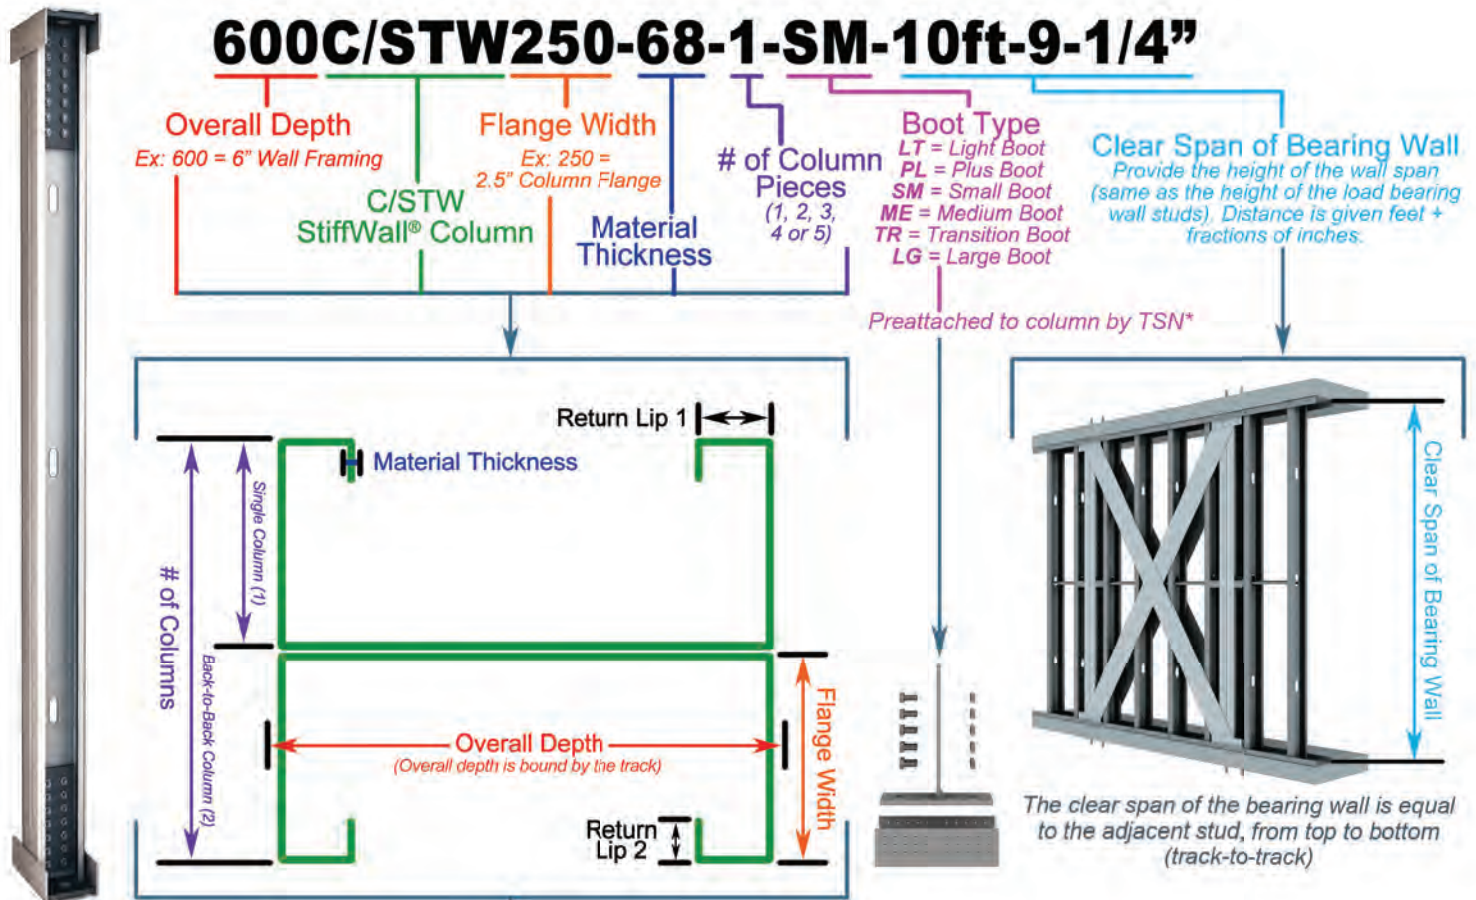 600C/STW250-68-1-SM-10ft-9-1/4”
Overall Depth
Ex: 600 = 6” Wall Framing
C/STW
StiffWall® Column
Flange Width
Ex: 250 =
2.5” Column Flange
Material
Thickness
# of Column
Pieces
(1, 2, 3,
4 or 5)
Boot Type
LT = Light Boot
PL = Plus Boot
SM = Small Boot
ME = Medium Boot
TR = Transition Boot
LG = Large Boot
Preattached to column by TSN*
Clear Span of Bearing Wall
Provide the height of the wall span
(same as the height of the load bearing
wall studs). Distance is given feet +
fractions of inches.
Return Lip 1
Material Thickness
Single Column (1)
# of Columns
Back-to-Back Column (2)
Overall Depth
(Overall depth is bound by the track)
Flange Width
Return
Lip 2
Clear Span of Bearing Wall
The clear span of the bearing wall is equal
to the adjacent stud, from top to bottom
(track-to-track)